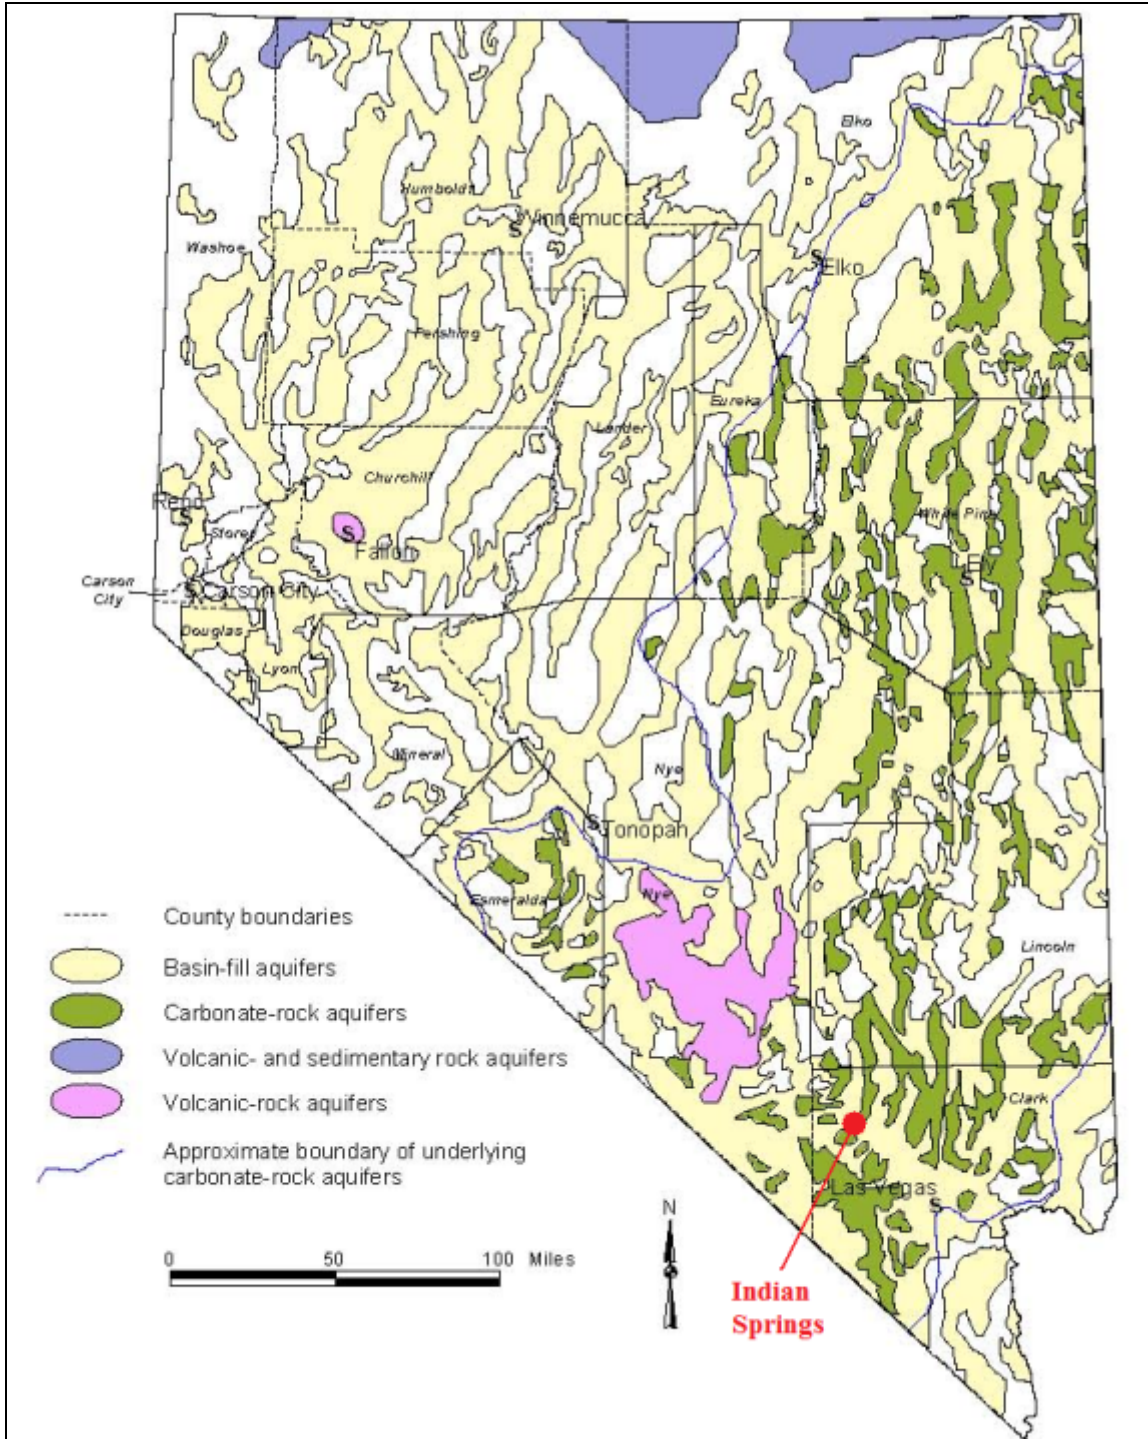 Elko
Humboldt
S
Winnemucca
Washoe
S
Elko
Pershing
Eureka
Lander
Churchill
Reno
S
White Pine
Storey
S
Fallon
Ely
S
Carson
City
S
Carson City
Douglas
Lyon
Mineral
Nye
S
Tonopah
Esmeralda
Nye
Lincoln
---- County boundaries
Basin-fill aquifers
Carbonate-rock aquifers
Volcanic- and sedimentary rock aquifers
Volcanic-rock aquifers
Clark
Approximate boundary of underlying
carbonate-rock aquifers
Las Vegas
S
N
0 50 100 Miles
Indian
Springs